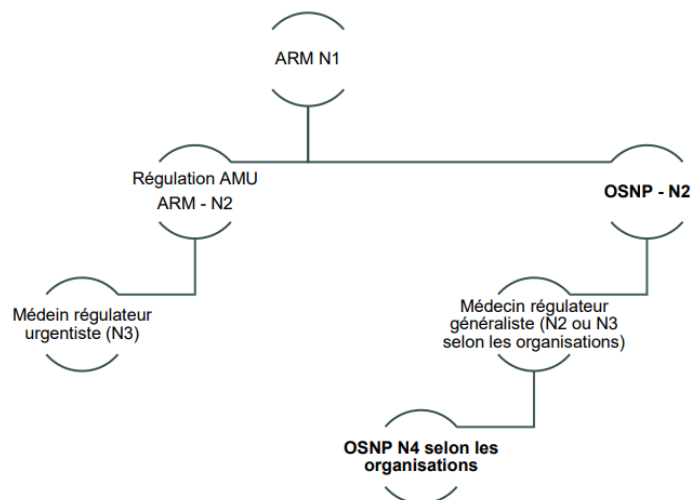 ARM N1
Régulation AMU
ARM - N2
OSNP - N2
Médein régulateur
urgentiste (N3)
Médecin régulateur
généraliste (N2 ou N3
selon les organisations)
OSNP N4 selon les
organisations